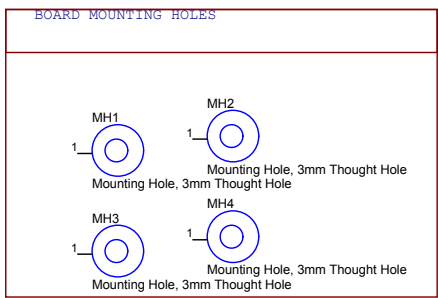 BOARD MOUNTING HOLES
MH1
1
Mounting Hole, 3mm Thought Hole
MH2
1
Mounting Hole, 3mm Thought Hole
MH3
1
Mounting Hole, 3mm Thought Hole
MH4
1
Mounting Hole, 3mm Thought Hole